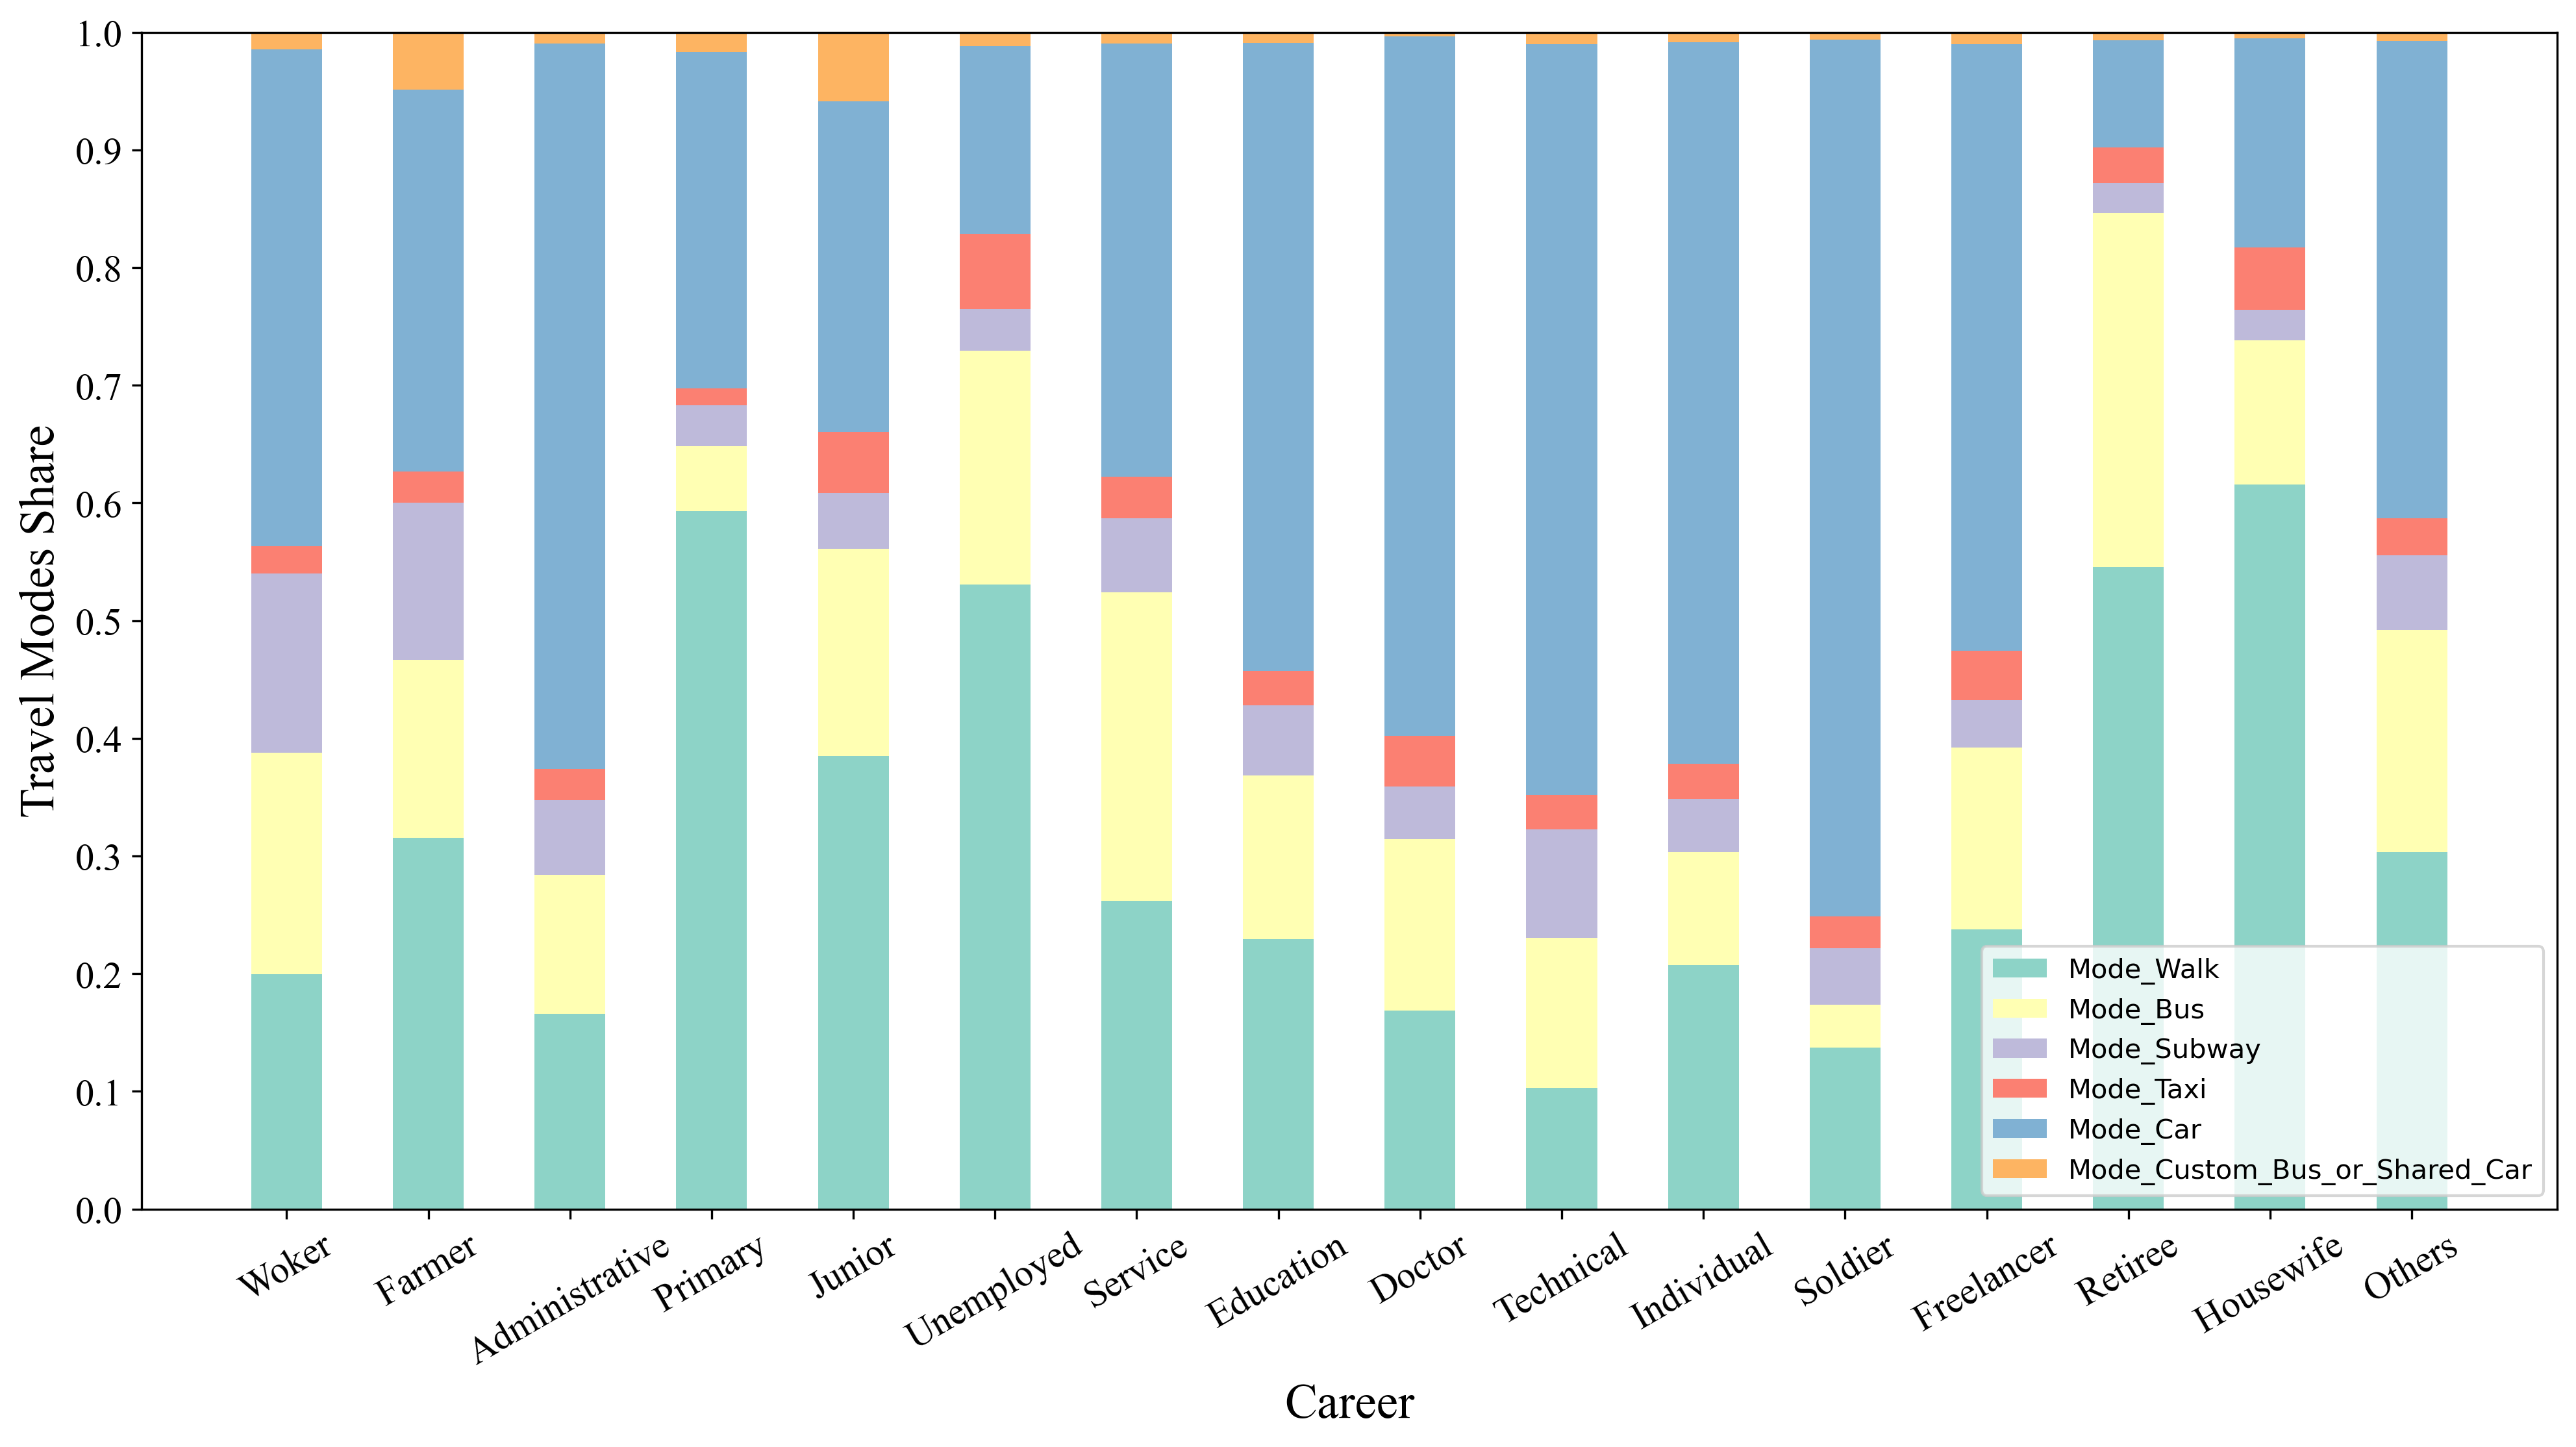 Travel Modes Share
1.0
0.9
0.8
0.7
0.6
0.5
0.4
0.3
0.2
0.1
0.0
Mode_Walk
Mode_Bus
Mode_Subway
Mode_Taxi
Mode_Car
Mode_Custom_Bus_or_Shared_Car
Woker
Farmer
Administrative
Primary
Junior
Unemployed
Service
Education
Doctor
Technical
Individual
Soldier
Freelancer
Retiree
Housewife
Others
Career